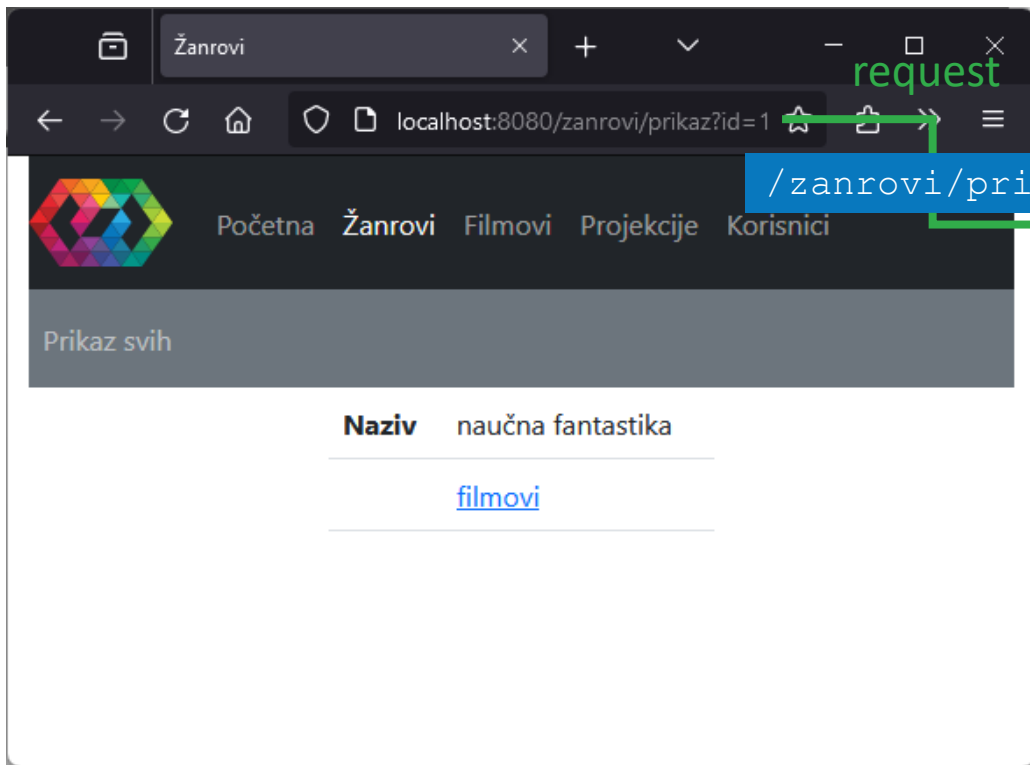 Žanrovi
request
localhost:8080/zanrovi/prikaz?id=1
/zanrovi/pri
Početna Žanrovi Filmovi Projekcije Korisnici
Prikaz svih
Naziv naučna fantastika
filmovi